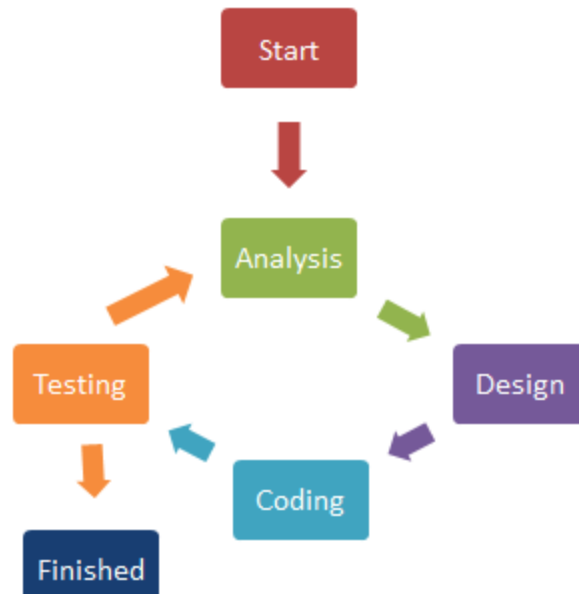 Start
Analysis
Testing
Design
Coding
Finished